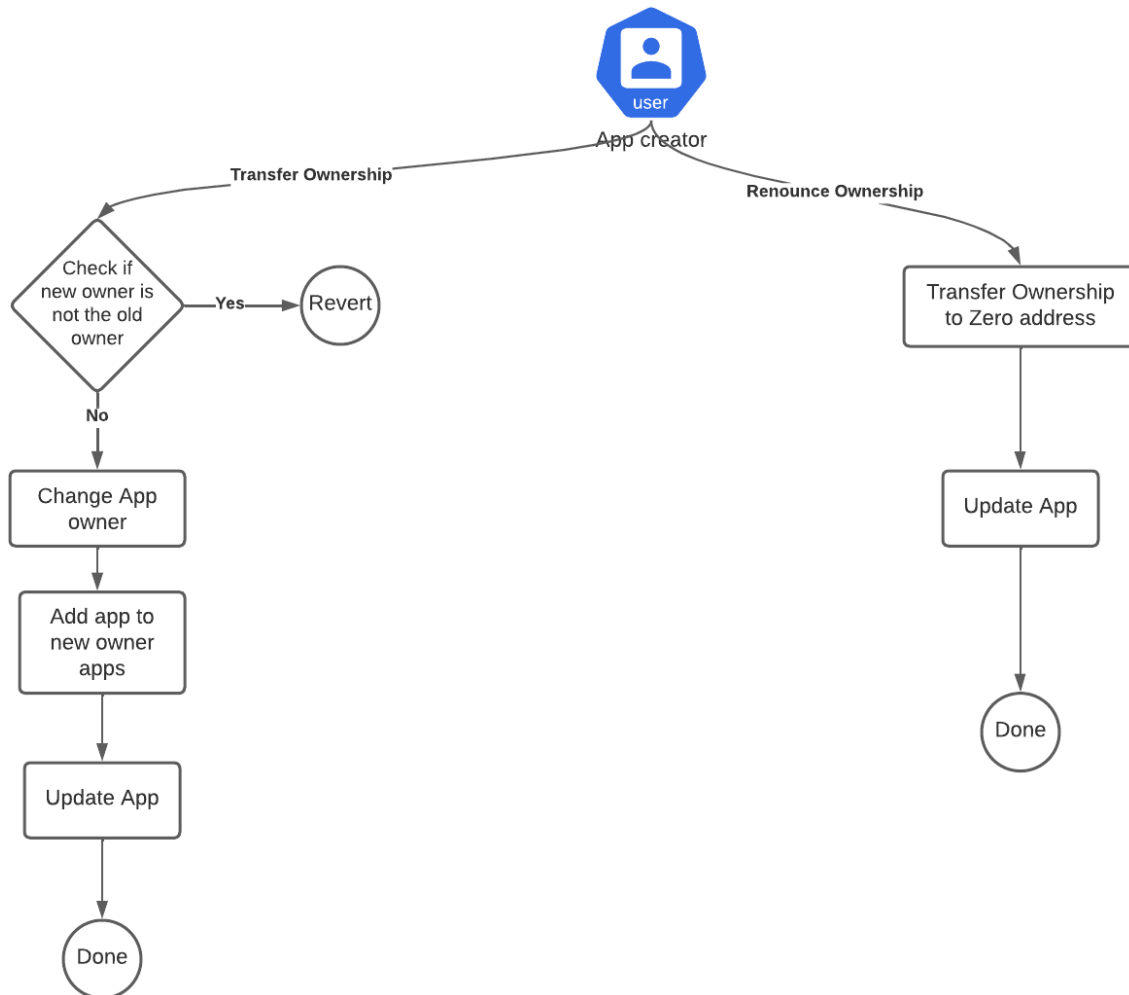 user
App creator
Transfer Ownership
Renounce Ownership
Check if
new owner is
not the old
owner
Yes
Revert
Transfer Ownership
to Zero address
No
Change App
owner
Update App
Add app to
new owner
apps
Done
Update App
Done